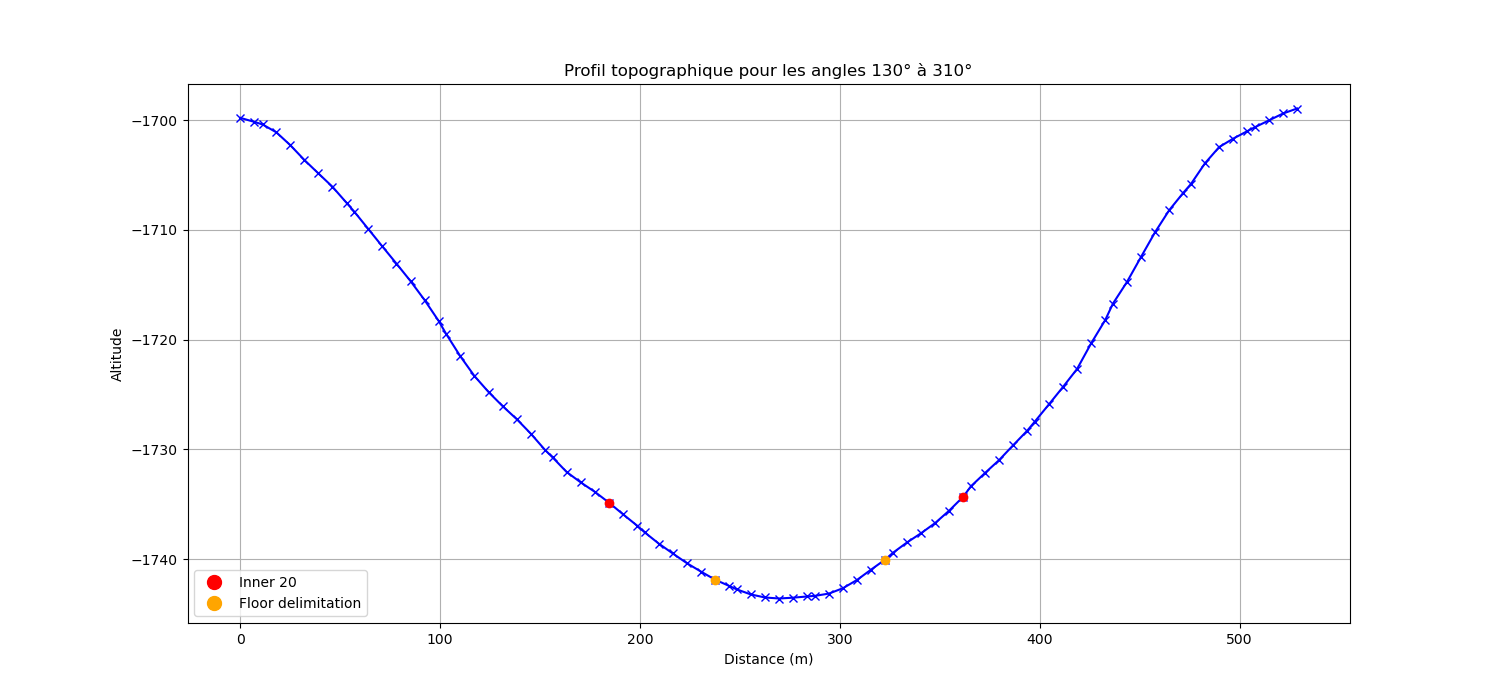 Profil topographique pour les angles 130° à 310°
Altitude
−1700
−1710
−1720
−1730
−1740
Inner 20
Floor delimitation
0 100 200 300 400 500
Distance (m)